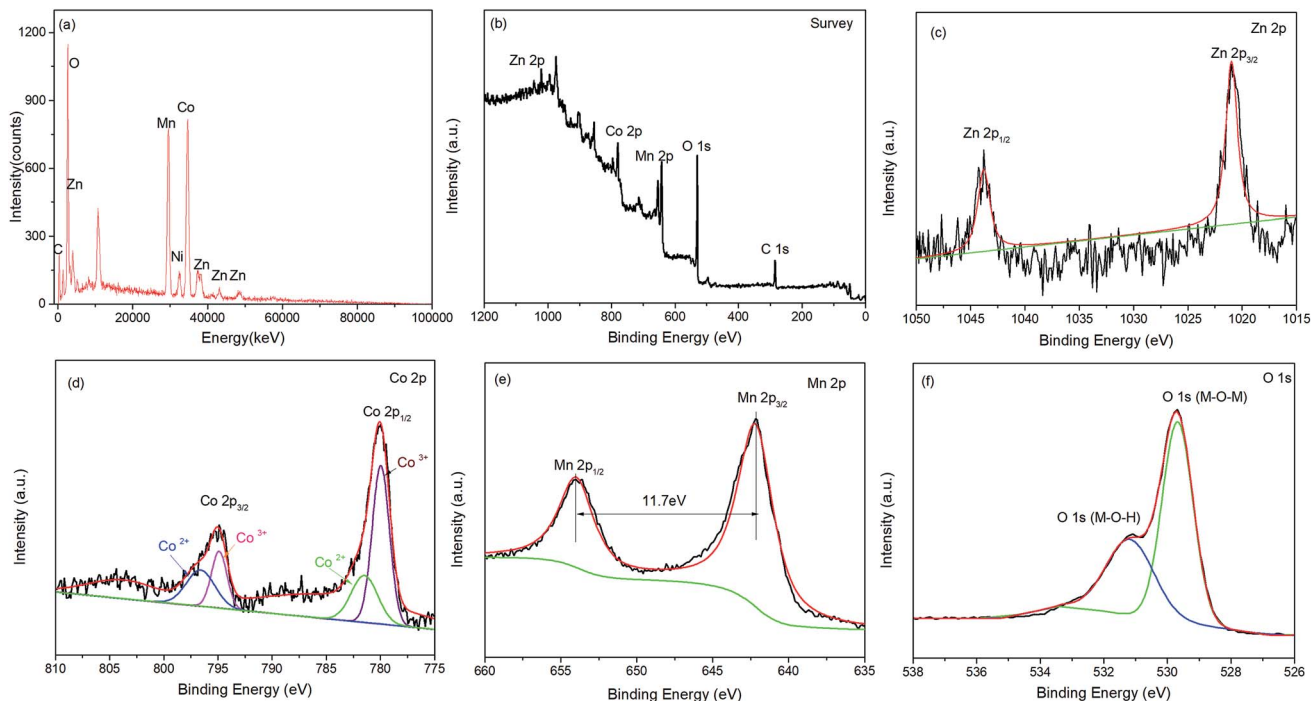 (a)
1200
900
600
300
0
Intensity(counts)
O
Zn
C
Mn
Co
Ni
Zn
Zn
Zn
0 20000 40000 60000 80000 100000
Energy(keV)
(b)
Survey
Intensity (a.u.)
Zn 2p
Co 2p
Mn 2p
O 1s
C 1s
1200 1000 800 600 400 200 0
Binding Energy (eV)
(c)
Zn 2p
Intensity (a.u.)
Zn 2p1/2
Zn 2p3/2
1050 1045 1040 1035 1030 1025 1020 1015
Binding Energy (eV)
(d)
Co 2p
Intensity (a.u.)
Co 2p1/2
Co 3+
Co 2p3/2
Co 2+
Co 3+
Co 2+
810 805 800 795 790 785 780 775
Binding Energy (eV)
(e)
Mn 2p
Intensity (a.u.)
Mn 2p3/2
Mn 2p1/2
11.7eV
660 655 650 645 640 635
Binding Energy (eV)
(f)
O 1s
Intensity (a.u.)
O 1s (M-O-M)
O 1s (M-O-H)
538 536 534 532 530 528 526
Binding Energy (eV)